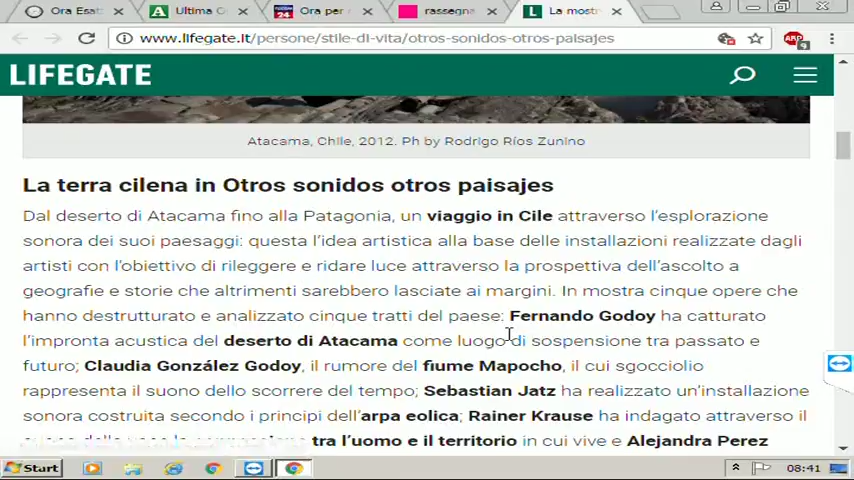 Ora Esat
Ultima O
Ora per
rassegna
La mostr
www.lifegate.it/persone/stile-di-vita/otros-sonidos-otros-paisajes
ABP
LIFEGATE
Atacama, Chile, 2012. Ph by Rodrigo Ríos Zunino
La terra cilena in Otros sonidos otros paisajes
Dal deserto di Atacama fino alla Patagonia, un viaggio in Cile attraverso l'esplorazione
sonora dei suoi paesaggi: questa l'idea artistica alla base delle installazioni realizzate dagli
artisti con l'obiettivo di rileggere e ridare luce attraverso la prospettiva dell'ascolto a
geografie e storie che altrimenti sarebbero lasciate ai margini. In mostra cinque opere che
hanno destrutturato e analizzato cinque tratti del paese: Fernando Godoy ha catturato
l'impronta acustica del deserto di Atacama come luogo di sospensione tra passato e
futuro; Claudia González Godoy, il rumore del fiume Mapocho, il cui sgocciolio
rappresenta il suono dello scorrere del tempo; Sebastian Jatz ha realizzato un'installazione
sonora costruita secondo i principi dell'arpa eolica; Rainer Krause ha indagato attraverso il
tra l'uomo e il territorio in cui vive e Alejandra Perez
Start
08:41